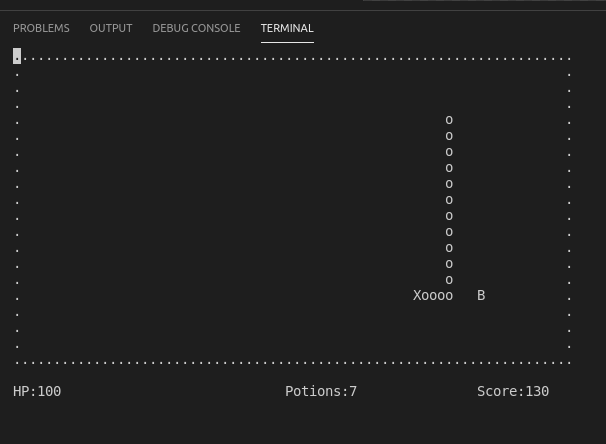 PROBLEMS OUTPUT DEBUG CONSOLE TERMINAL
......................................................................
. .
. .
. .
. o .
. o .
. o .
. o .
. o .
. o .
. o .
. o .
. o .
. o .
. o .
. Xoooo B .
. .
. .
. .
......................................................................
HP:100 Potions:7 Score:130